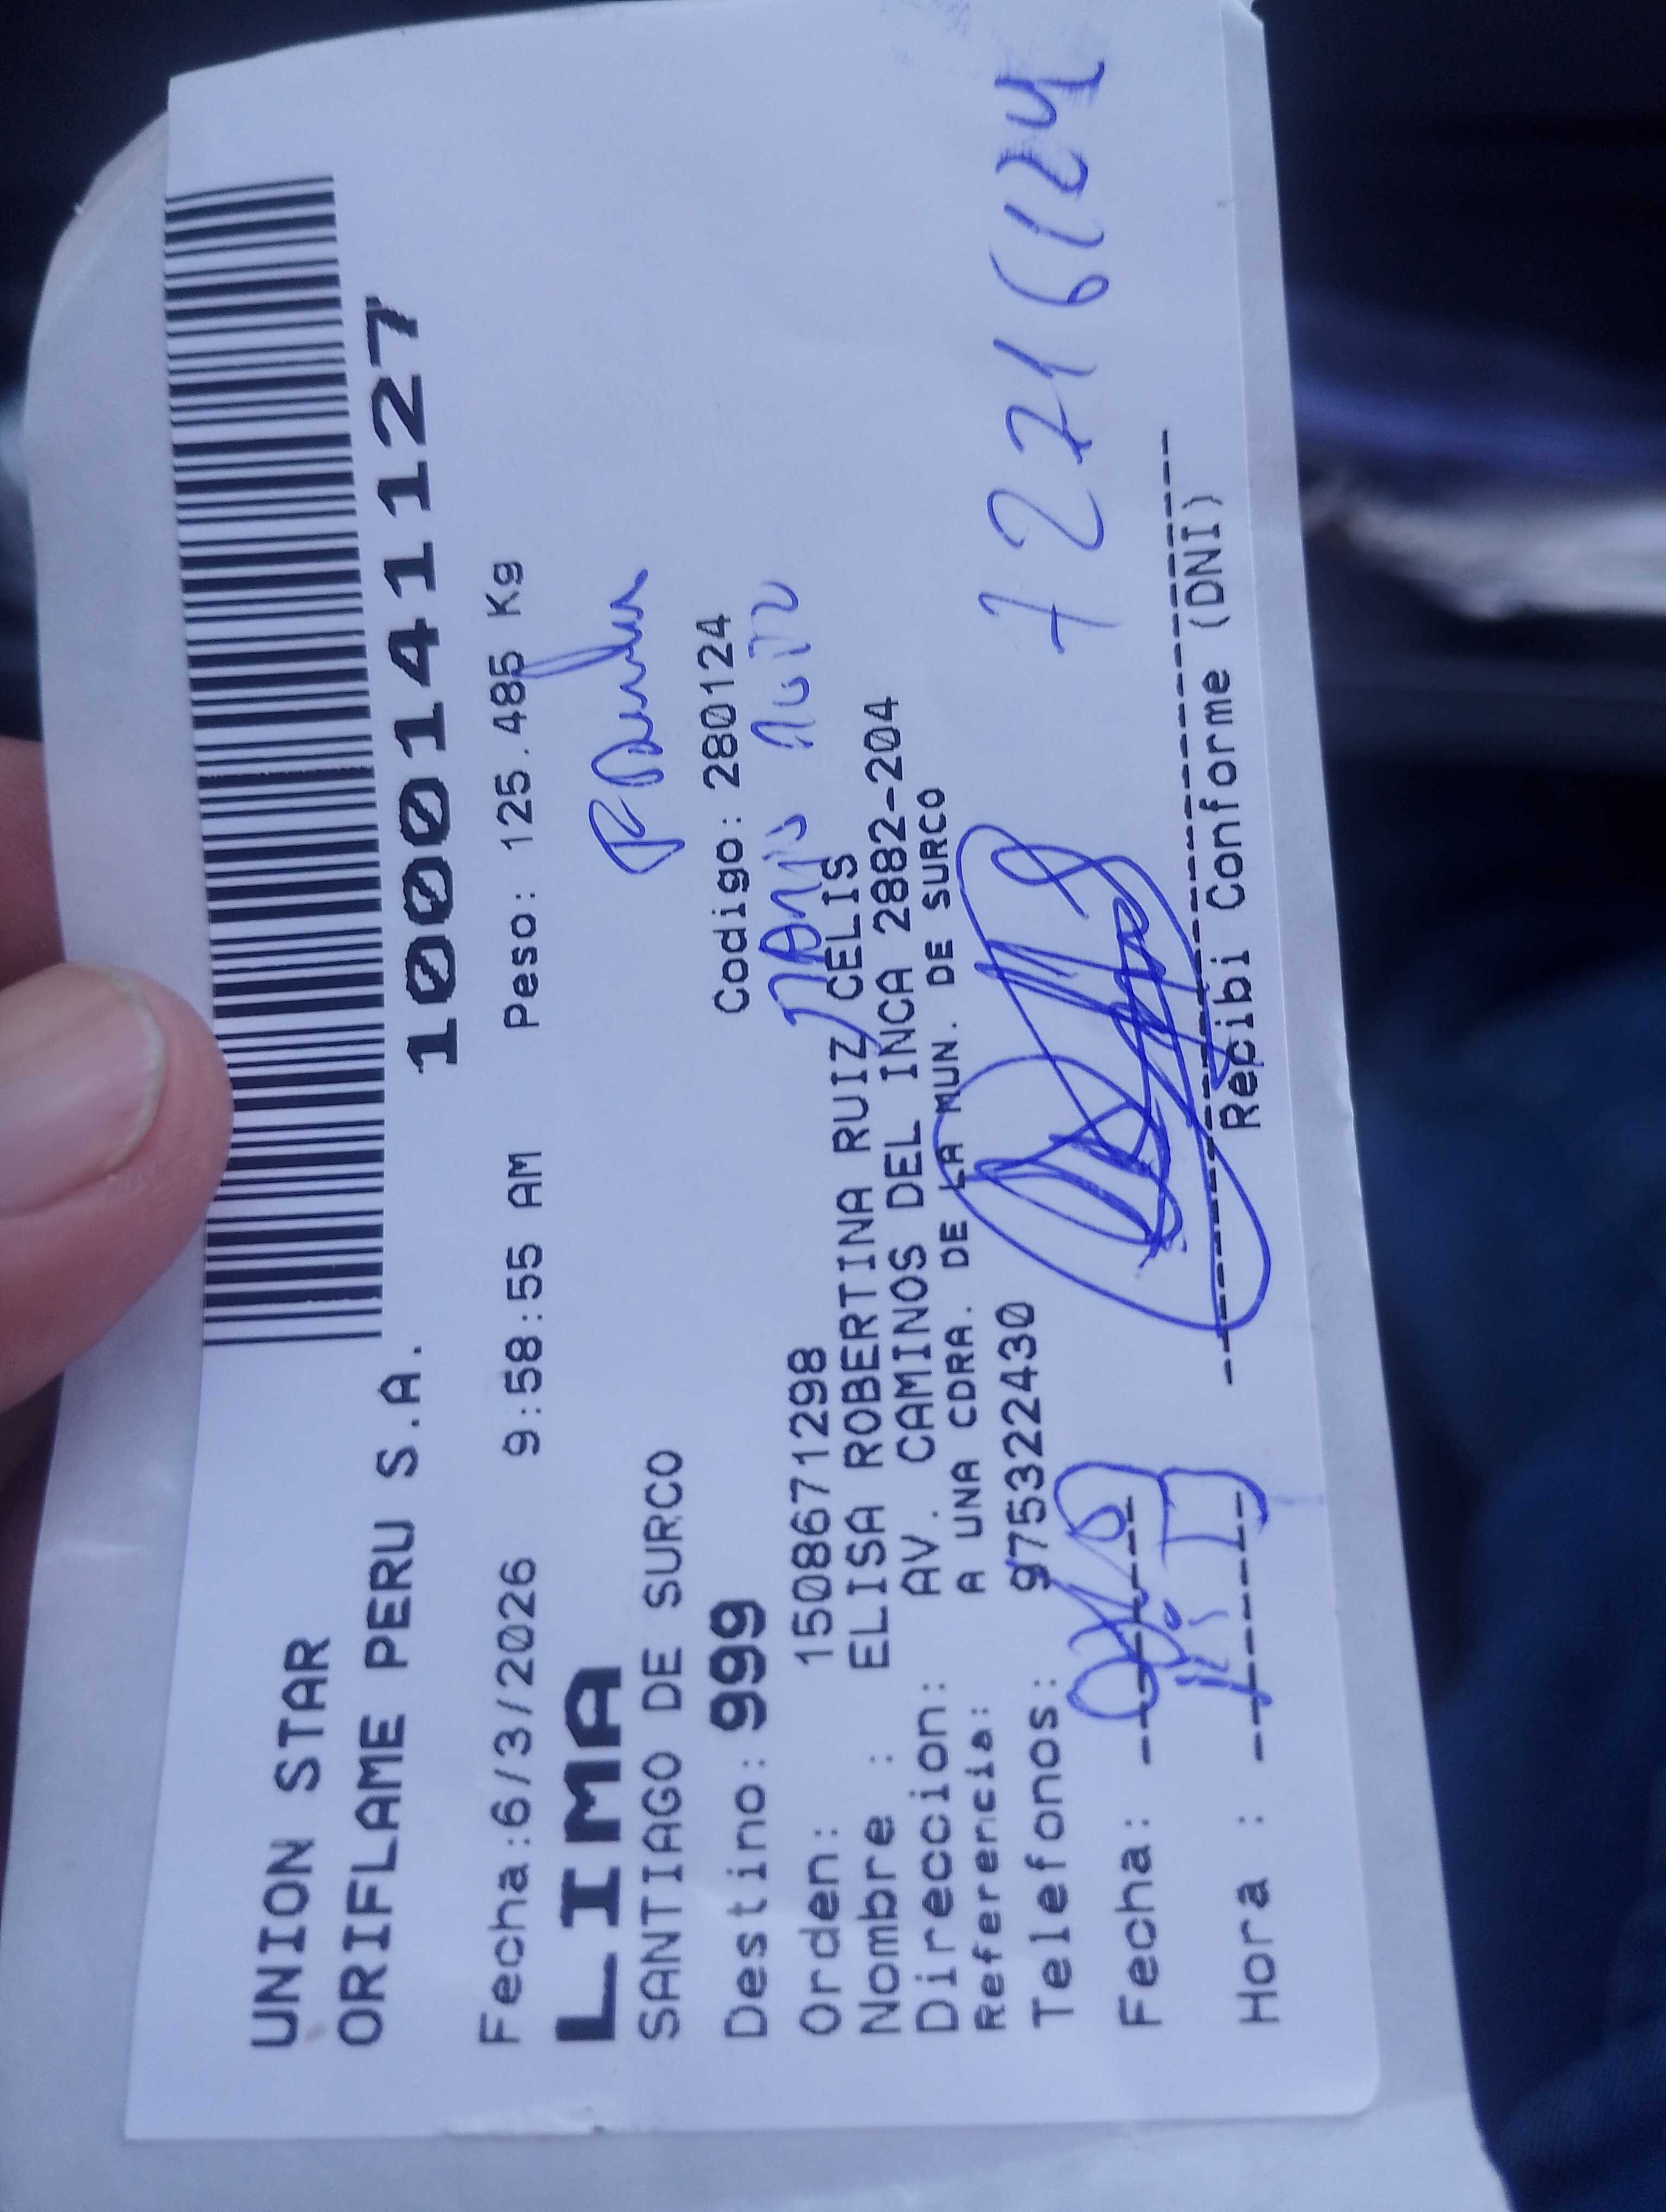 UNION STAR
ORIFLAME PERU S.A.
1000141127
Fecha:6/3/2026 9:58:55 AM Peso: 125.485 Kg
LIMA
SANTIAGO DE SURCO
Destino: 999 Codigo: 280124
Orden: 1508671298
Nombre : ELISA ROBERTINA RUIZ CELIS
Direccion: AV. CAMINOS DEL INCA 2882-204
Referencia: A UNA CDRA. DE LA MUN. DE SURCO
Telefonos: 975322430
72716124
Fecha:
Hora : Recibi Conforme (DNI)